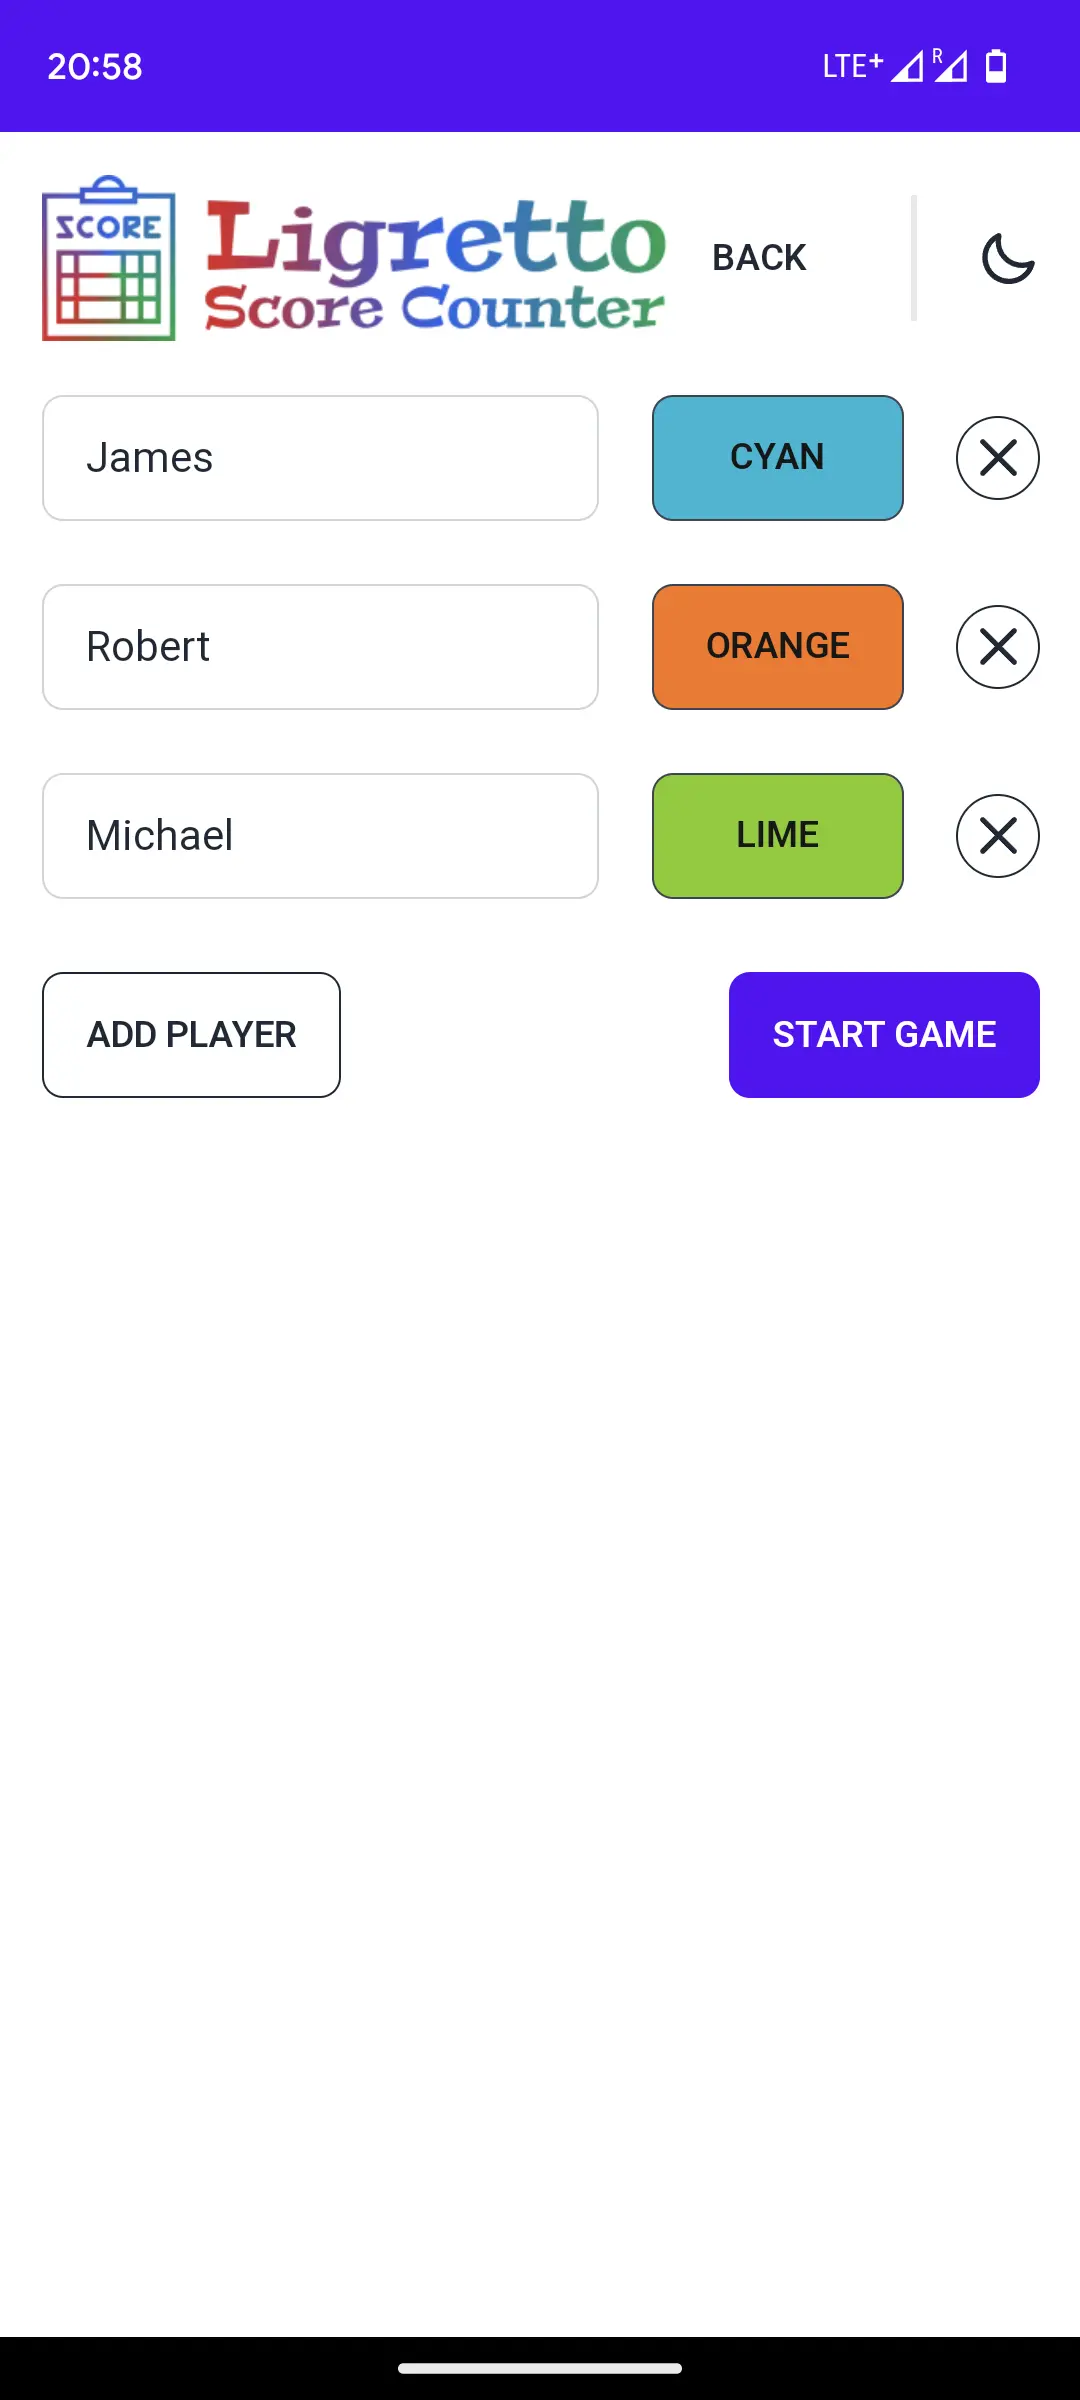 20:58
LTE+ R
SCORE
Ligretto
Score Counter
BACK
James
CYAN
Robert
ORANGE
Michael
LIME
ADD PLAYER
START GAME